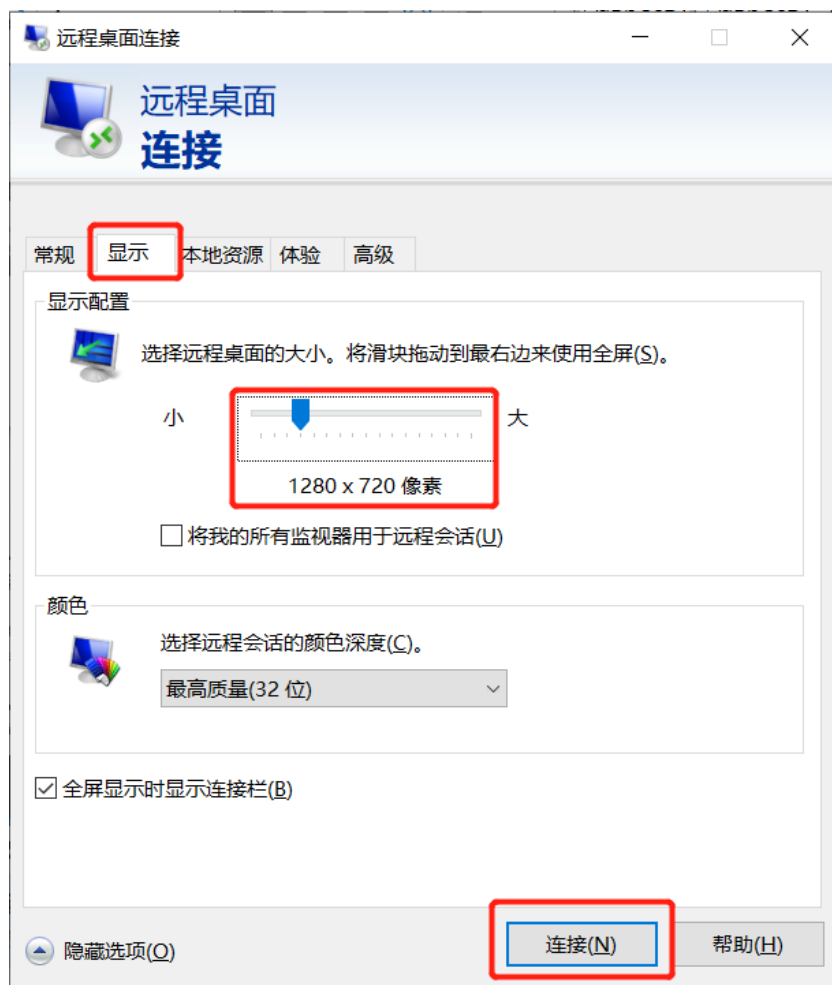 远程桌面连接
远程桌面
连接
常规 显示 本地资源 体验 高级
显示配置
选择远程桌面的大小。将滑块拖动到最右边来使用全屏(S)。
小 大
1280 x 720 像素
将我的所有监视器用于远程会话(U)
颜色
选择远程会话的颜色深度(C)。
最高质量(32 位)
全屏显示时显示连接栏(B)
隐藏选项(O) 连接(N) 帮助(H)